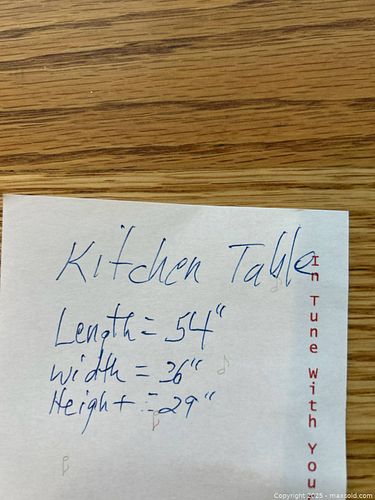 Kitchen Table
Length = 54"
Width = 36"
Height = 29"
In Tune With You
Copyright 2025 - maxsold.com